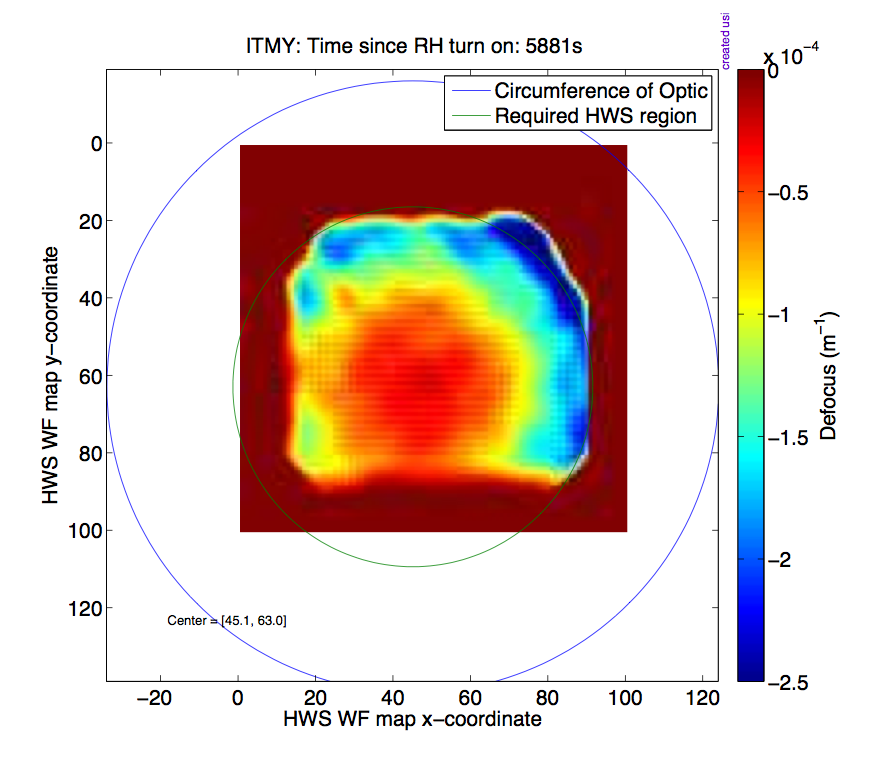 created usi
ITMY: Time since RH turn on: 5881s
x 10−4
Circumference of Optic
Required HWS region
0
20
40
60
80
100
120
HWS WF map y−coordinate
Center = [45.1, 63.0]
−20
0
20
40
60
80
100
120
HWS WF map x−coordinate
0
−0.5
−1
−1.5
−2
−2.5
Defocus (m−1)